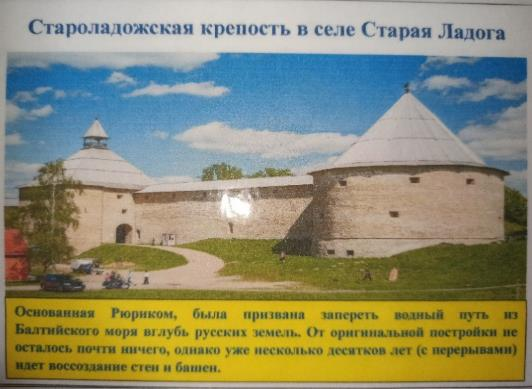 Староладожская крепость в селе Старая Ладога
Основанная Рюриком, была призвана запереть водный путь из
Балтийского моря вглубь русских земель. От оригинальной постройки не
осталось почти ничего, однако уже несколько десятков лет (с перерывами)
идет воссоздание стен и башен.